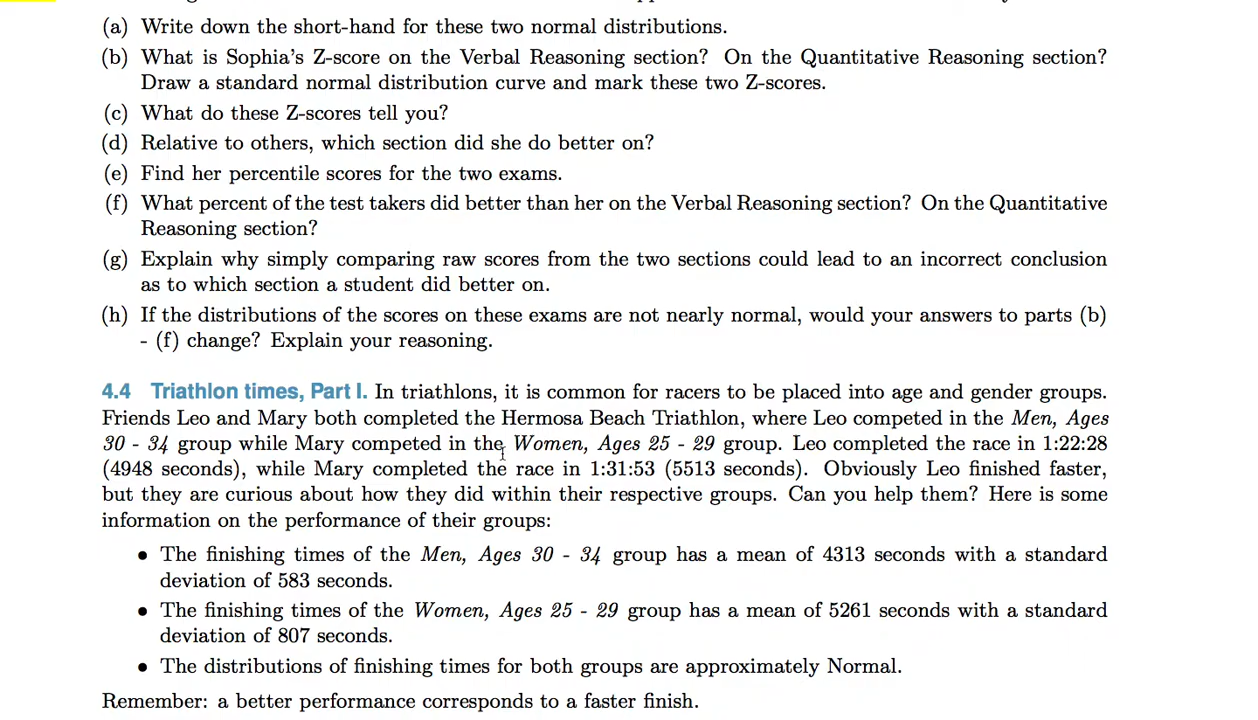 (a) Write down the short-hand for these two normal distributions.
(b) What is Sophia's Z-score on the Verbal Reasoning section? On the Quantitative Reasoning section?
Draw a standard normal distribution curve and mark these two Z-scores.
(c) What do these Z-scores tell you?
(d) Relative to others, which section did she do better on?
(e) Find her percentile scores for the two exams.
(f) What percent of the test takers did better than her on the Verbal Reasoning section? On the Quantitative
Reasoning section?
(g) Explain why simply comparing raw scores from the two sections could lead to an incorrect conclusion
as to which section a student did better on.
(h) If the distributions of the scores on these exams are not nearly normal, would your answers to parts (b)
- (f) change? Explain your reasoning.
4.4 Triathlon times, Part I. In triathlons, it is common for racers to be placed into age and gender groups.
Friends Leo and Mary both completed the Hermosa Beach Triathlon, where Leo competed in the Men, Ages
30 - 34 group while Mary competed in the Women, Ages 25 - 29 group. Leo completed the race in 1:22:28
(4948 seconds), while Mary completed the race in 1:31:53 (5513 seconds). Obviously Leo finished faster,
but they are curious about how they did within their respective groups. Can you help them? Here is some
information on the performance of their groups:
• The finishing times of the Men, Ages 30 - 34 group has a mean of 4313 seconds with a standard
deviation of 583 seconds.
• The finishing times of the Women, Ages 25 - 29 group has a mean of 5261 seconds with a standard
deviation of 807 seconds.
• The distributions of finishing times for both groups are approximately Normal.
Remember: a better performance corresponds to a faster finish.